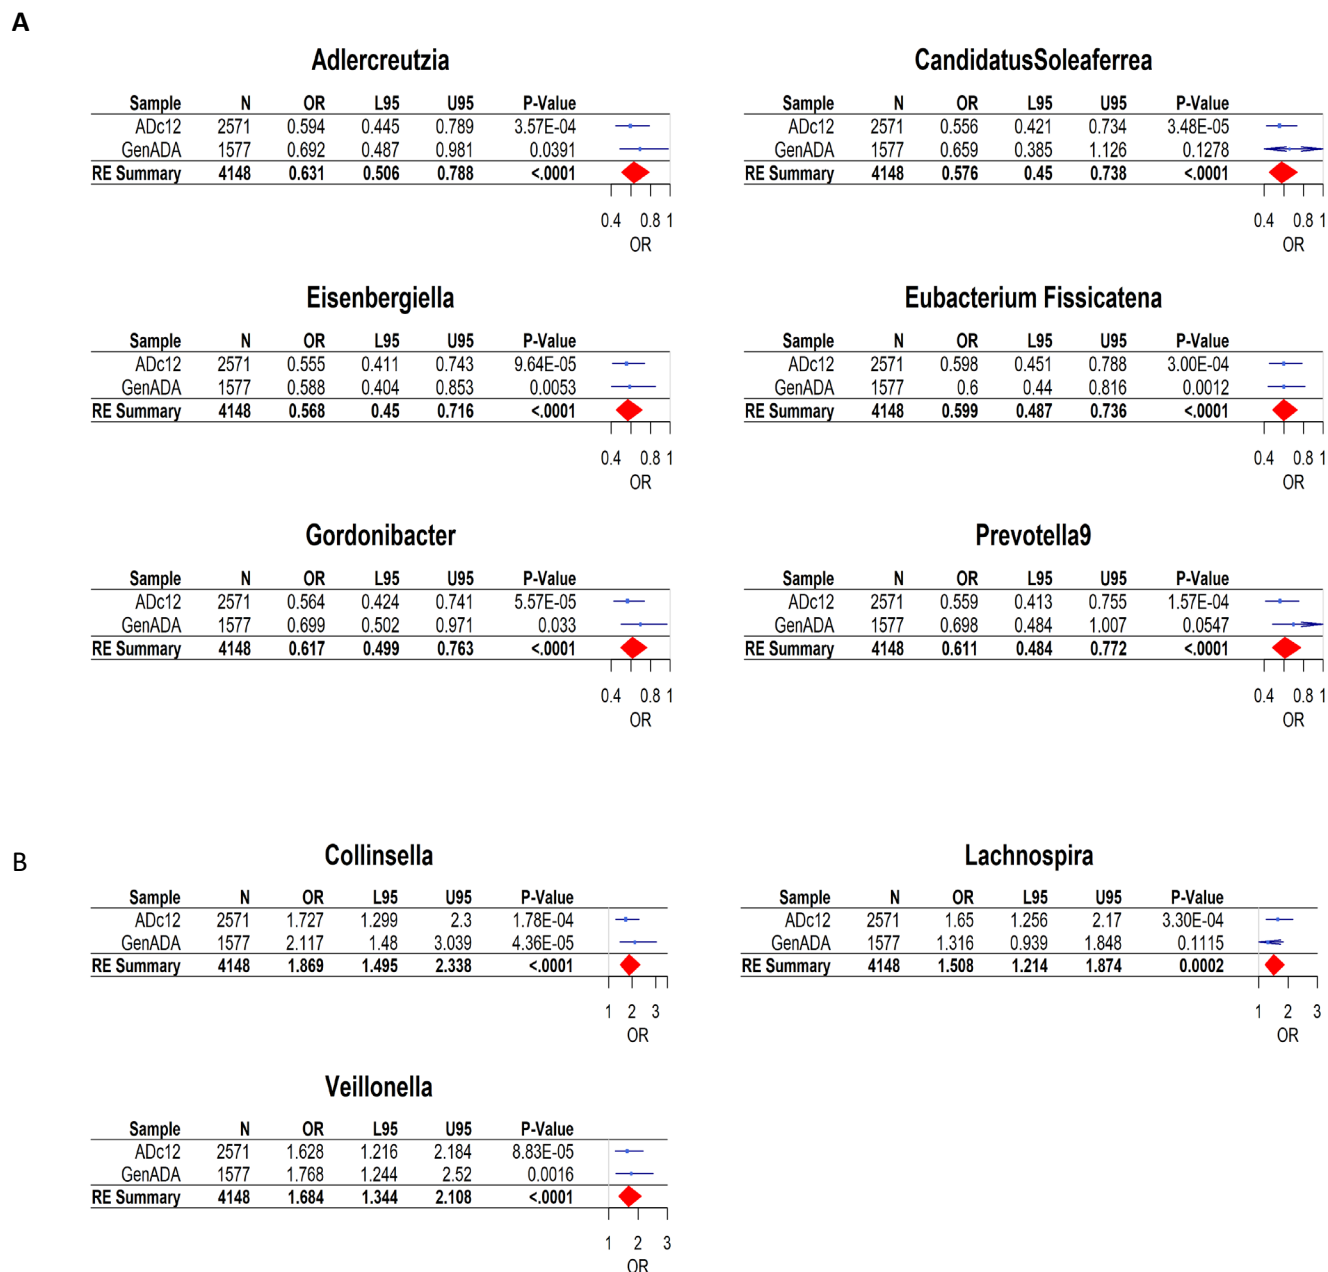 A
Adlercreutzia
Sample N OR L95 U95 P-Value
ADc12 2571 0.594 0.445 0.789 3.57E-04
GenADA 1577 0.692 0.487 0.981 0.0391
RE Summary 4148 0.631 0.506 0.788 <.0001
0.4 0.8 1
OR
CandidatusSoleaferrea
Sample N OR L95 U95 P-Value
ADc12 2571 0.556 0.421 0.734 3.48E-05
GenADA 1577 0.659 0.385 1.126 0.1278
RE Summary 4148 0.576 0.45 0.738 <.0001
0.4 0.8 1
OR
Eisenbergiella
Sample N OR L95 U95 P-Value
ADc12 2571 0.555 0.411 0.743 9.64E-05
GenADA 1577 0.588 0.404 0.853 0.0053
RE Summary 4148 0.568 0.45 0.716 <.0001
0.4 0.8 1
OR
Eubacterium Fissicatena
Sample N OR L95 U95 P-Value
ADc12 2571 0.598 0.451 0.788 3.00E-04
GenADA 1577 0.6 0.44 0.816 0.0012
RE Summary 4148 0.599 0.487 0.736 <.0001
0.4 0.8 1
OR
Gordonibacter
Sample N OR L95 U95 P-Value
ADc12 2571 0.564 0.424 0.741 5.57E-05
GenADA 1577 0.699 0.502 0.971 0.033
RE Summary 4148 0.617 0.499 0.763 <.0001
0.4 0.8 1
OR
Prevotella9
Sample N OR L95 U95 P-Value
ADc12 2571 0.559 0.413 0.755 1.57E-04
GenADA 1577 0.698 0.484 1.007 0.0547
RE Summary 4148 0.611 0.484 0.772 <.0001
0.4 0.8 1
OR
B
Collinsella
Sample N OR L95 U95 P-Value
ADc12 2571 1.727 1.299 2.3 1.78E-04
GenADA 1577 2.117 1.48 3.039 4.36E-05
RE Summary 4148 1.869 1.495 2.338 <.0001
1 2 3
OR
Lachnospira
Sample N OR L95 U95 P-Value
ADc12 2571 1.65 1.256 2.17 3.30E-04
GenADA 1577 1.316 0.939 1.848 0.1115
RE Summary 4148 1.508 1.214 1.874 0.0002
1 2 3
OR
Veillonella
Sample N OR L95 U95 P-Value
ADc12 2571 1.628 1.216 2.184 8.83E-05
GenADA 1577 1.768 1.244 2.52 0.0016
RE Summary 4148 1.684 1.344 2.108 <.0001
1 2 3
OR